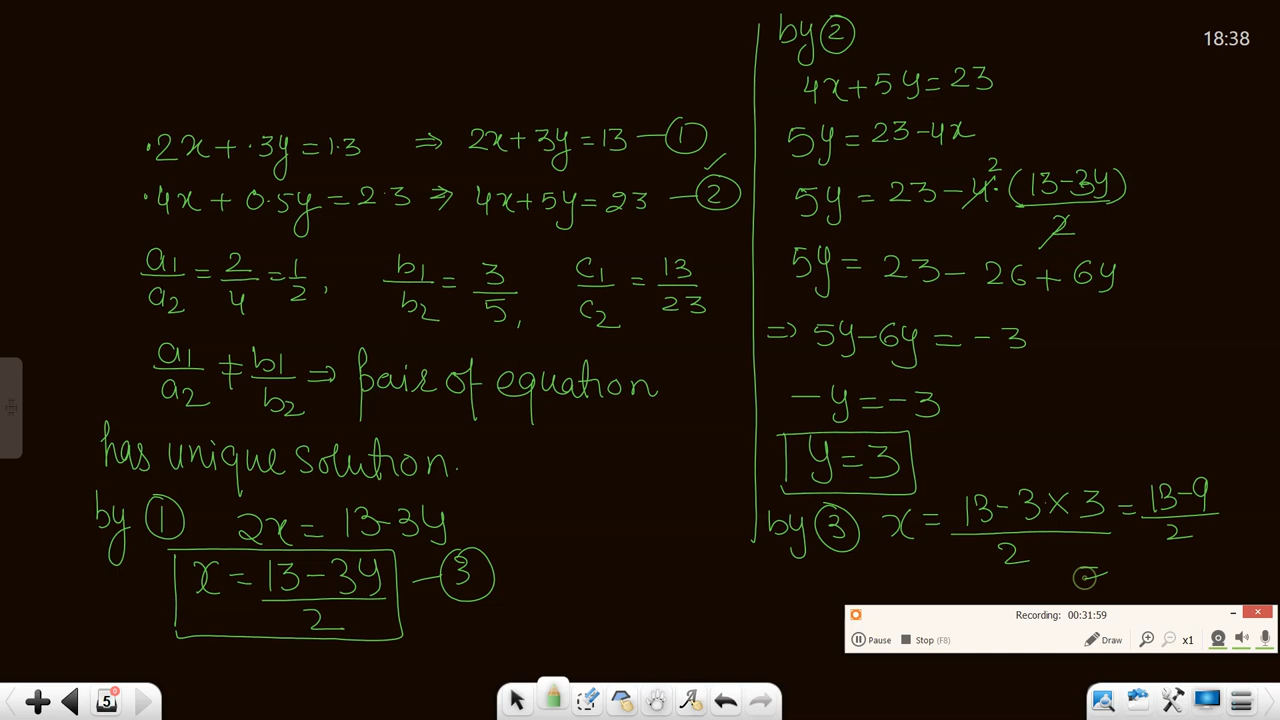 ·2x + ·3y = 1·3 ⇒ 2x + 3y = 13 — ①
·4x + 0.5y = 2·3 ⇒ 4x + 5y = 23 — ②
a1/a2 = 2/4 = 1/2, b1/b2 = 3/5, c1/c2 = 13/23
a1/a2 ≠ b1/b2 ⇒ pair of equation
has unique solution.
by ① 2x = 13 - 3y
x = (13 - 3y)/2 — ③
by ②
4x + 5y = 23
5y = 23 - 4x
5y = 23 - 4² · (13 - 3y)/2
5y = 23 - 26 + 6y
⇒ 5y - 6y = -3
-y = -3
y = 3
by ③ x = (13 - 3 × 3)/2 = (13 - 9)/2
18:38
Recording: 00:31:59
Pause Stop (F8) Draw x1
5 0